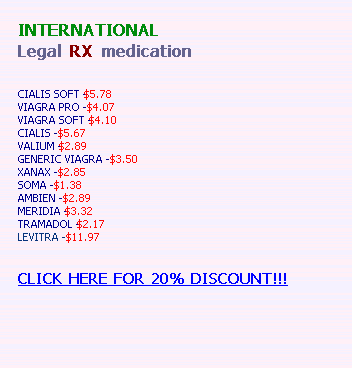 INTERNATIONAL
Legal RX medication
CIALIS SOFT $5.78
VIAGRA PRO -$4.07
VIAGRA SOFT $4.10
CIALIS -$5.67
VALIUM $2.89
GENERIC VIAGRA -$3.50
XANAX -$2.85
SOMA -$1.38
AMBIEN -$2.89
MERIDIA $3.32
TRAMADOL $2.17
LEVITRA -$11.97
CLICK HERE FOR 20% DISCOUNT!!!